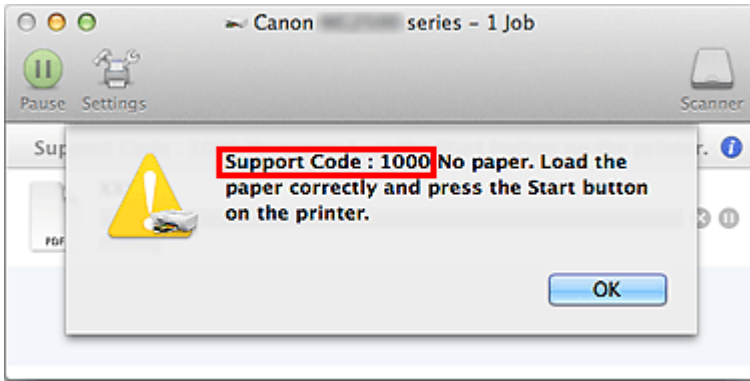 Canon series – 1 Job
Pause Settings Scanner
Sup r.
Support Code : 1000 No paper. Load the
paper correctly and press the Start button
on the printer.
PDF
OK